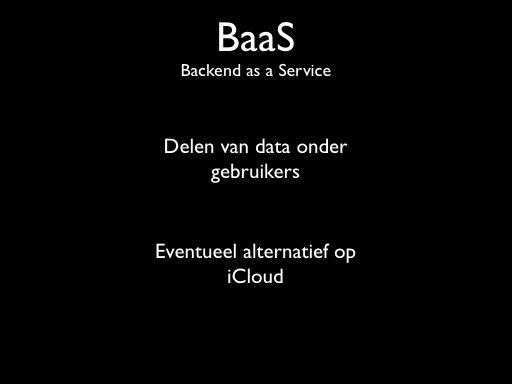 BaaS
Backend as a Service
Delen van data onder
gebruikers
Eventueel alternatief op
iCloud